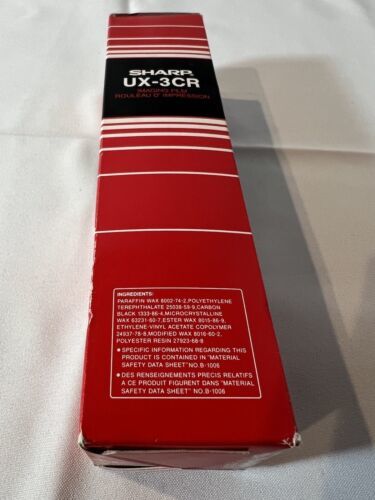 SHARP
UX-3CR
IMAGING FILM
ROULEAU D' IMPRESSION
INGREDIENTS:
PARAFFIN WAX 8002-74-2,POLYETHYLENE
TEREPHTHALATE 25038-59-9,CARBON
BLACK 1333-86-4,MICROCRYSTALLINE
WAX 63231-60-7,ESTER WAX 8015-86-9,
ETHYLENE-VINYL ACETATE COPOLYMER
24937-78-8,MODIFIED WAX 8016-60-2,
POLYESTER RESIN 27923-68-8
● SPECIFIC INFORMATION REGARDING THIS
PRODUCT IS CONTAINED IN "MATERIAL
SAFETY DATA SHEET"NO.B-1006
● DES RENSEIGNEMENTS PRECIS RELATIFS
A CE PRODUIT FIGURENT DANS "MATERIAL
SAFETY DATA SHEET" NO.B-1006